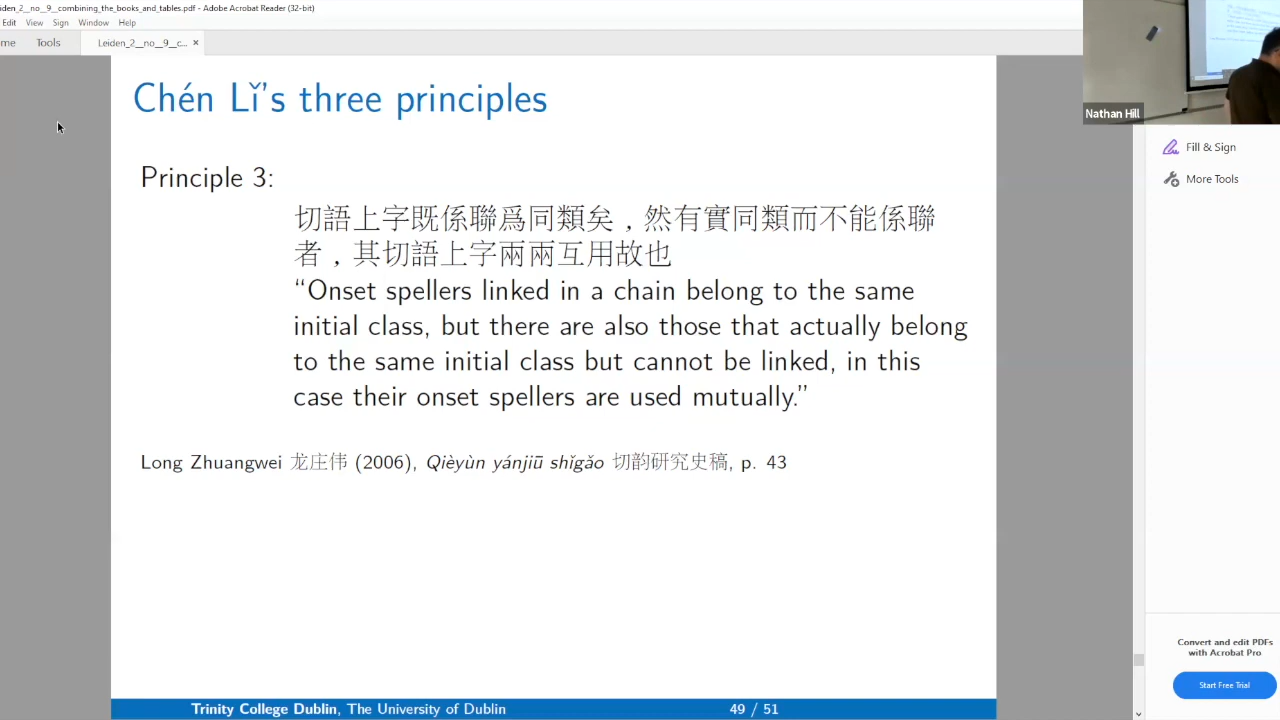 iden_2__no__9__combining_the_books_and_tables.pdf - Adobe Acrobat Reader (32-bit)
Edit View Sign Window Help
me Tools Leiden_2__no__9__c... ×
Chén Lǐ's three principles
Principle 3:
切語上字既係聯爲同類矣，然有實同類而不能係聯
者，其切語上字兩兩互用故也
“Onset spellers linked in a chain belong to the same
initial class, but there are also those that actually belong
to the same initial class but cannot be linked, in this
case their onset spellers are used mutually.”
Long Zhuangwei 龙庄伟 (2006), Qièyùn yánjiū shǐgǎo 切韵研究史稿, p. 43
Trinity College Dublin, The University of Dublin 49 / 51
Nathan Hill
Fill & Sign
More Tools
Convert and edit PDFs
with Acrobat Pro
Start Free Trial